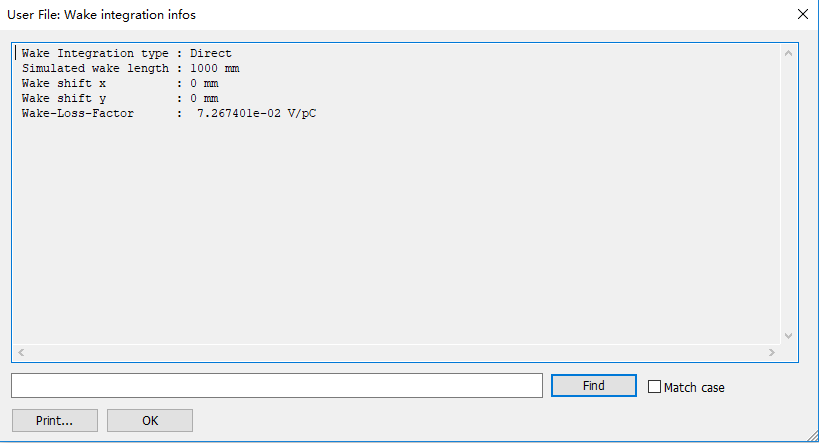 User File: Wake integration infos
Wake Integration type : Direct
Simulated wake length : 1000 mm
Wake shift x : 0 mm
Wake shift y : 0 mm
Wake-Loss-Factor : 7.267401e-02 V/pC
Find
Match case
Print...
OK